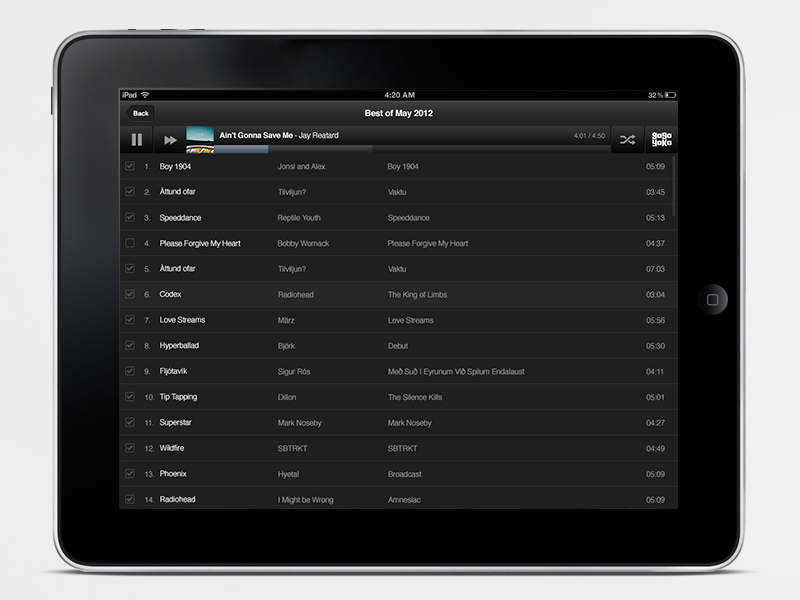 iPad 4:20 AM 32%
Back Best of May 2012
Ain't Gonna Save Me - Jay Reatard 4:01 / 4:50
gogo
yoko
1. Boy 1904 Jonsi and Alex Boy 1904 05:09
2. Áttund ofar Tilviljun? Vaktu 03:45
3. Speeddance Reptile Youth Speeddance 05:13
4. Please Forgive My Heart Bobby Womack Please Forgive My Heart 04:37
5. Áttund ofar Tilviljun? Vaktu 07:03
6. Codex Radiohead The King of Limbs 03:04
7. Love Streams März Love Streams 05:56
8. Hyperballad Björk Debut 05:30
9. Fljótavík Sigur Rós Með Suð I Eyrunum Við Spilum Endalaust 04:11
10. Tip Tapping Dillon The Silence Kills 05:01
11. Superstar Mark Noseby Mark Noseby 04:27
12. Wildfire SBTRKT SBTRKT 04:49
13. Phoenix Hyetal Broadcast 05:09
14. Radiohead I Might be Wrong Amnesiac 05:09